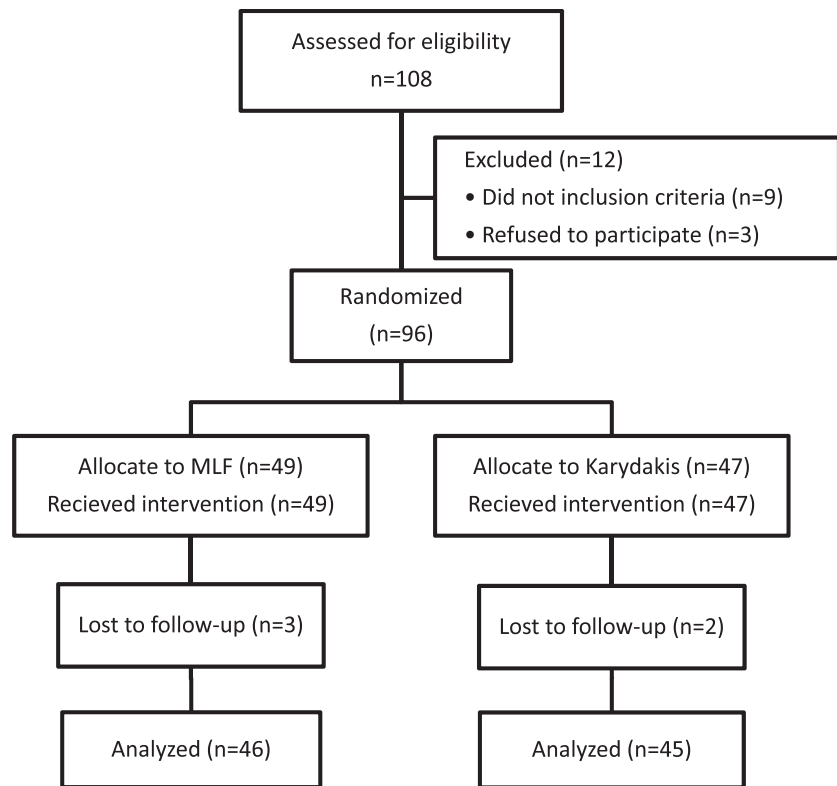 Assessed for eligibility
n=108
Excluded (n=12)
• Did not inclusion criteria (n=9)
• Refused to participate (n=3)
Randomized
(n=96)
Allocate to MLF (n=49)
Recieved intervention (n=49)
Allocate to Karydakis (n=47)
Recieved intervention (n=47)
Lost to follow-up (n=3)
Lost to follow-up (n=2)
Analyzed (n=46)
Analyzed (n=45)